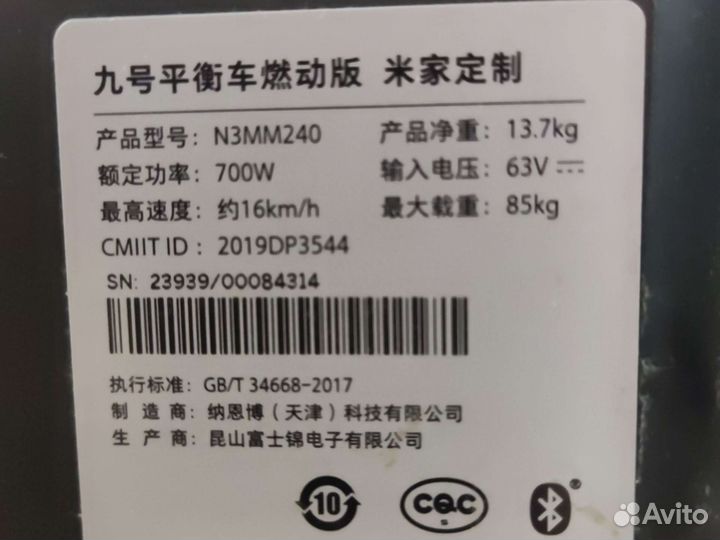 九号平衡车燃动版 米家定制
产品型号: N3MM240 产品净重: 13.7kg
额定功率: 700W 输入电压: 63V
最高速度: 约16km/h 最大载重: 85kg
CMIIT ID : 2019DP3544
SN: 23939/00084314
执行标准: GB/T 34668-2017
制 造 商: 纳恩博（天津）科技有限公司
生 产 商: 昆山富士锦电子有限公司
10 CQC S
Avito